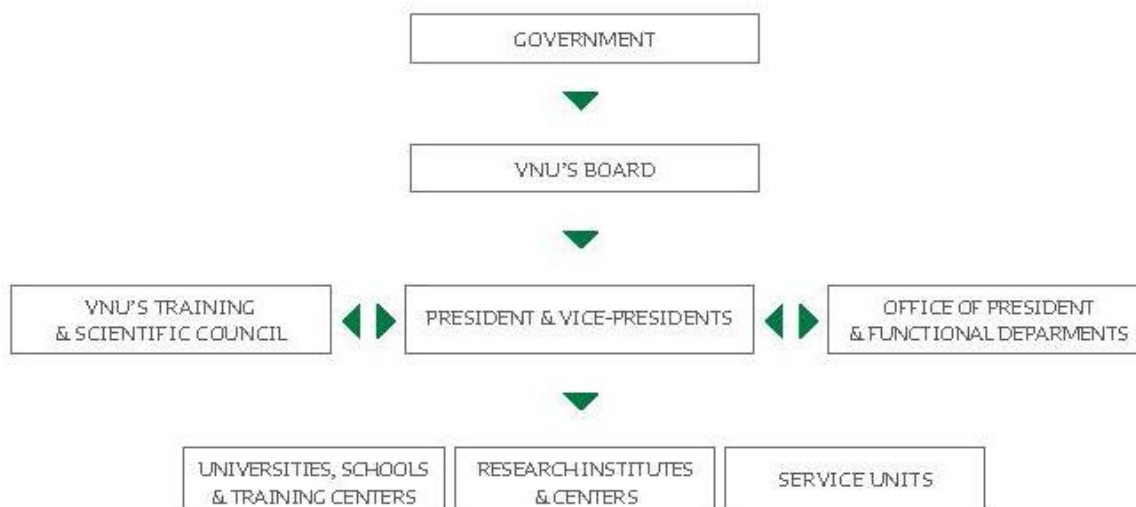 GOVERNMENT
VNU'S BOARD
VNU'S TRAINING
& SCIENTIFIC COUNCIL
PRESIDENT & VICE-PRESIDENTS
OFFICE OF PRESIDENT
& FUNCTIONAL DEPARMENTS
UNIVERSITIES, SCHOOLS
& TRAINING CENTERS
RESEARCH INSTITUTES
& CENTERS
SERVICE UNITS